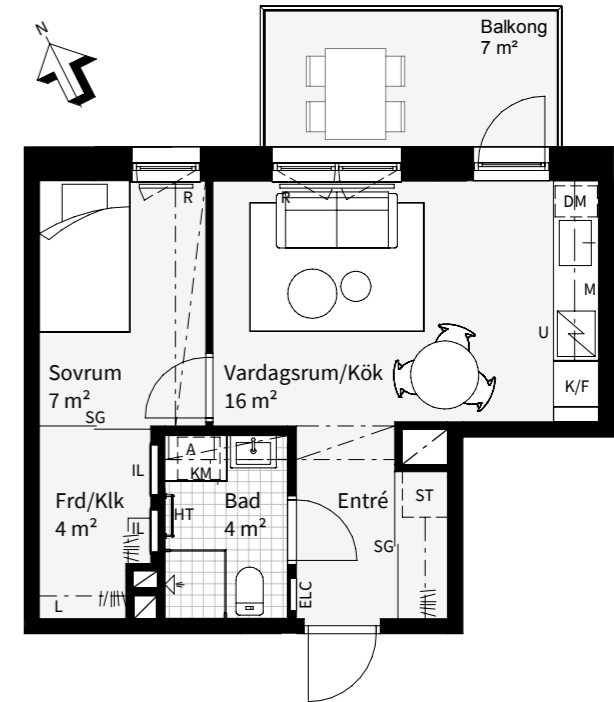 N
Balkong
7 m²
R
R
DM
M
U
K/F
Sovrum
7 m²
Vardagsrum/Kök
16 m²
SG
A
KM
IL
Frd/Klk
4 m²
HT
Bad
4 m²
Entré
ST
IL
SG
ELC
L